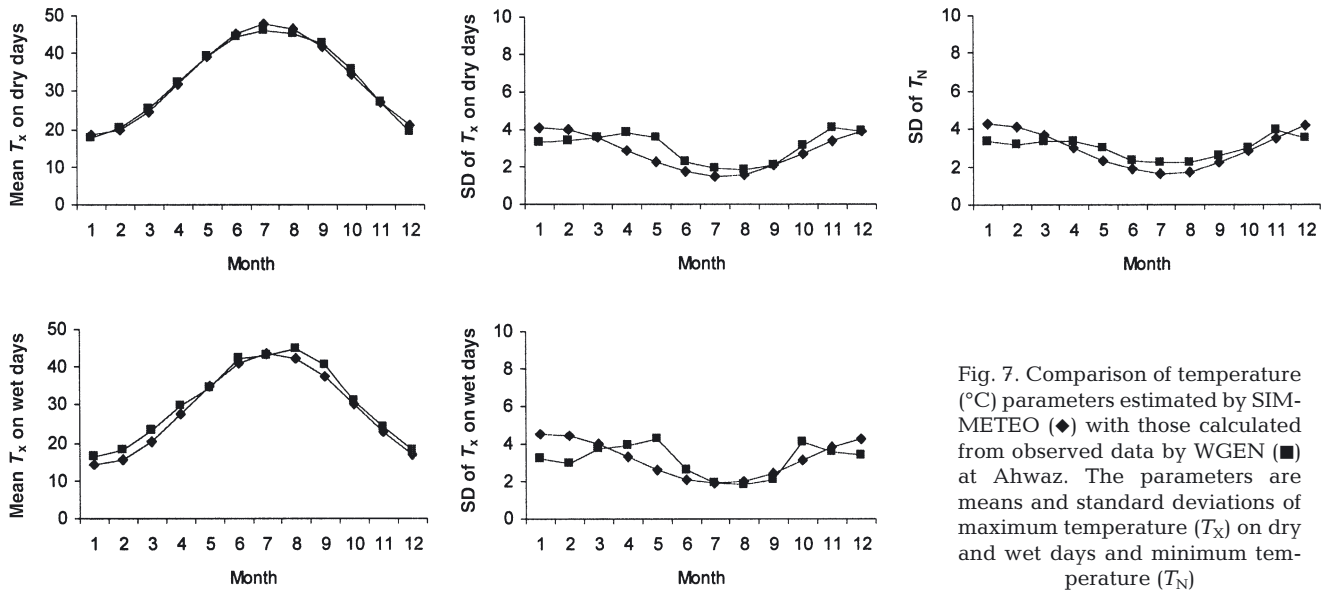 Mean Tx on dry days
50
40
30
20
10
0
1 2 3 4 5 6 7 8 9 10 11 12
Month
SD of Tx on dry days
10
8
6
4
2
0
1 2 3 4 5 6 7 8 9 10 11 12
Month
SD of TN
10
8
6
4
2
0
1 2 3 4 5 6 7 8 9 10 11 12
Month
Mean Tx on wet days
50
40
30
20
10
0
1 2 3 4 5 6 7 8 9 10 11 12
Month
SD of Tx on wet days
10
8
6
4
2
0
1 2 3 4 5 6 7 8 9 10 11 12
Month
Fig. 7. Comparison of temperature
(°C) parameters estimated by SIM-
METEO (◆) with those calculated
from observed data by WGEN (■)
at Ahwaz. The parameters are
means and standard deviations of
maximum temperature (TX) on dry
and wet days and minimum tem-
perature (TN)